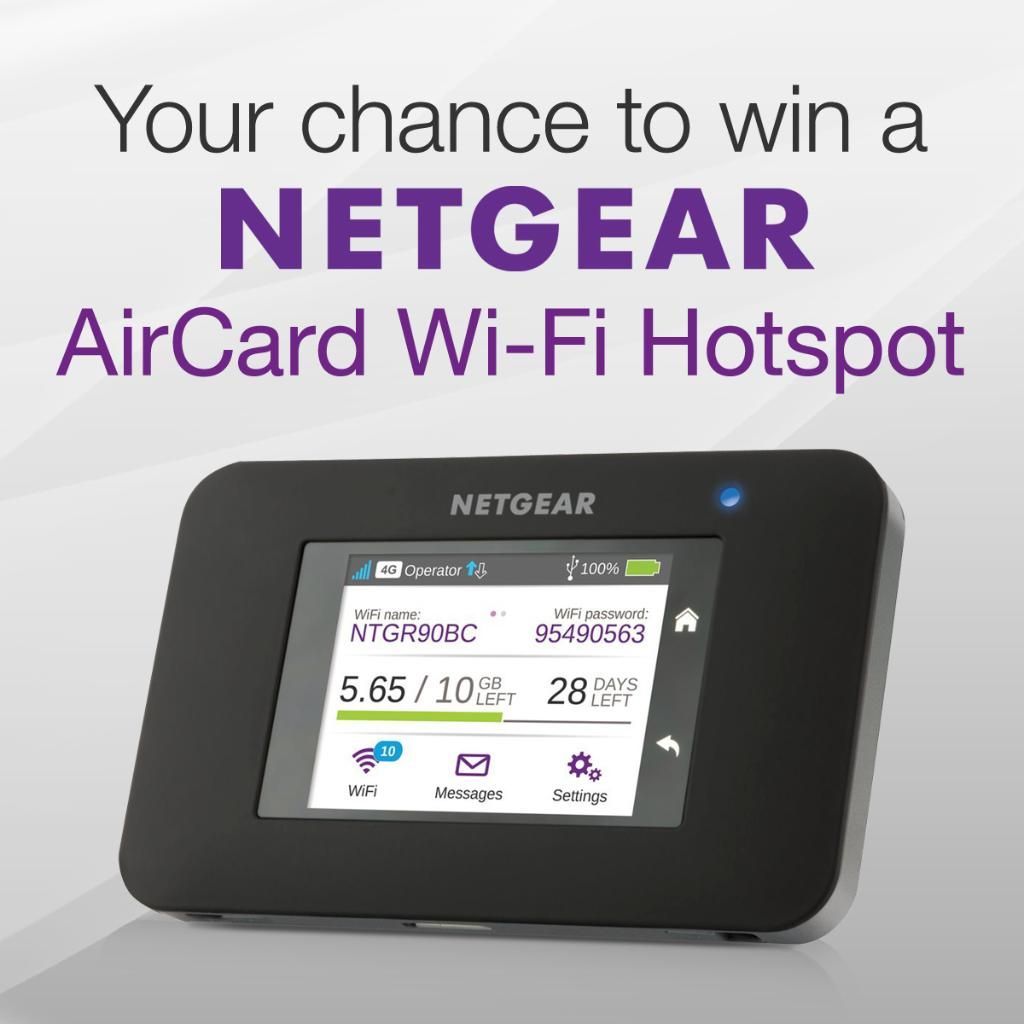 Your chance to win a
NETGEAR
AirCard Wi-Fi Hotspot
NETGEAR
4G Operator 100%
WiFi name: WiFi password:
NTGR90BC 95490563
5.65 / 10 GB LEFT 28 DAYS LEFT
10
WiFi Messages Settings